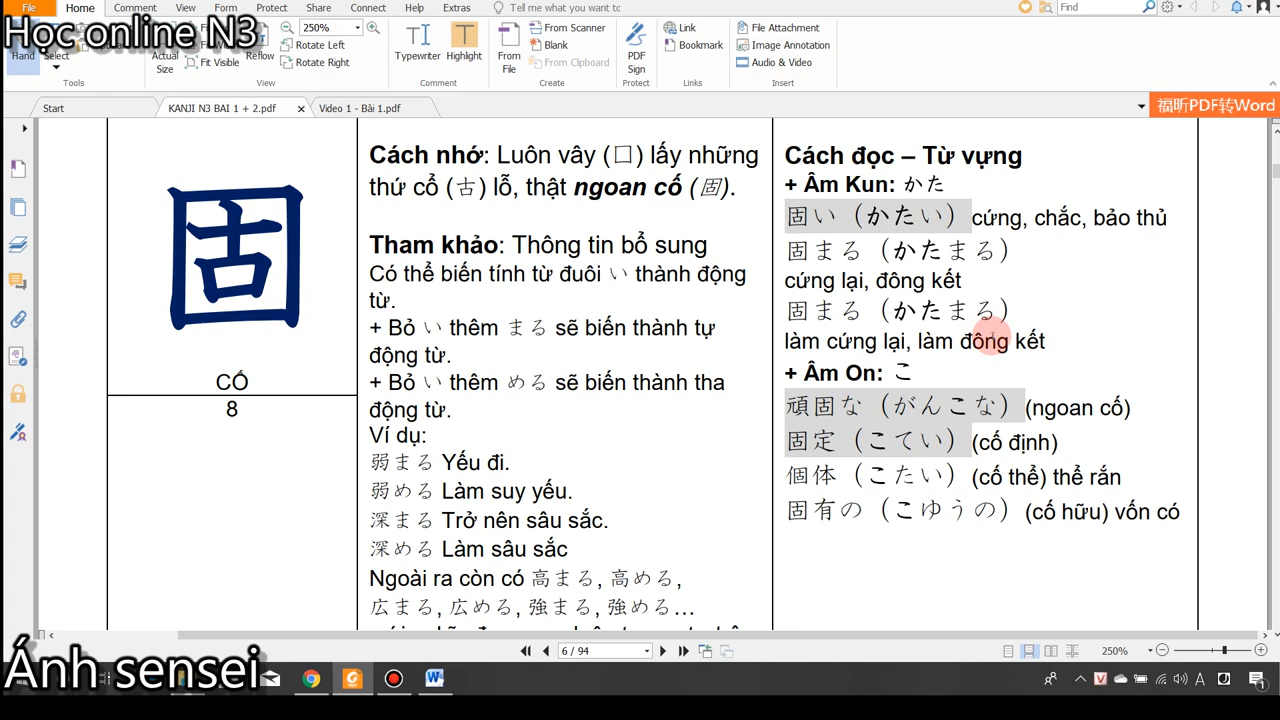 File Home Comment View Form Protect Share Connect Help Extras Tell me what you want to Find
Học online N3
Hand Select
Actual Size
Fit Visible
Reflow
250%
Rotate Left
Rotate Right
Typewriter Highlight
From File
From Scanner
Blank
From Clipboard
PDF Sign
Link
Bookmark
File Attachment
Image Annotation
Audio & Video
Tools View Comment Create Protect Links Insert
Start KANJI N3 BAI 1 + 2.pdf Video 1 - Bài 1.pdf 福昕PDF转Word
固
CỐ
8
Cách nhớ: Luôn vây (口) lấy những
thứ cổ (古) lỗ, thật ngoan cố (固).
Tham khảo: Thông tin bổ sung
Có thể biến tính từ đuôi い thành động
từ.
+ Bỏ い thêm まる sẽ biến thành tự
động từ.
+ Bỏ い thêm める sẽ biến thành tha
động từ.
Ví dụ:
弱まる Yếu đi.
弱める Làm suy yếu.
深まる Trở nên sâu sắc.
深める Làm sâu sắc
Ngoài ra còn có 高まる, 高める,
広まる, 広める, 強まる, 強める…
Cách đọc – Từ vựng
+ Âm Kun: かた
固い（かたい）cứng, chắc, bảo thủ
固まる（かたまる）
cứng lại, đông kết
固まる（かたまる）
làm cứng lại, làm đông kết
+ Âm On: こ
頑固な（がんこな）(ngoan cố)
固定（こてい）(cố định)
個体（こたい）(cố thể) thể rắn
固有の（こゆうの）(cố hữu) vốn có
6 / 94
250%
Ánh sensei